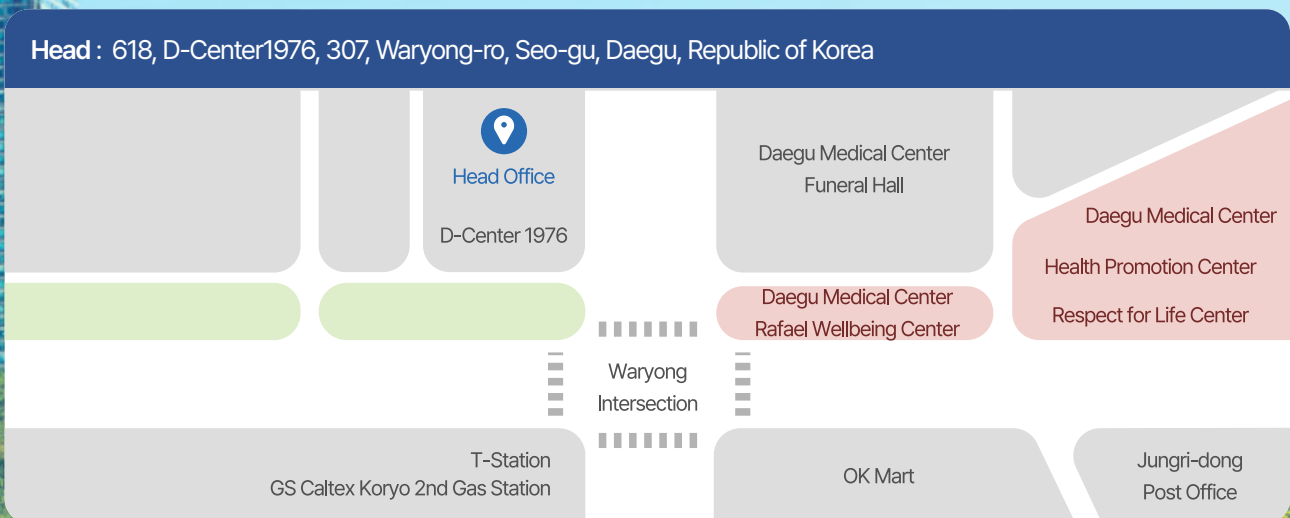 Head : 618, D-Center1976, 307, Waryong-ro, Seo-gu, Daegu, Republic of Korea
Head Office
D-Center 1976
Daegu Medical Center
Funeral Hall
Daegu Medical Center
Health Promotion Center
Respect for Life Center
Daegu Medical Center
Rafael Wellbeing Center
Waryong
Intersection
T-Station
GS Caltex Koryo 2nd Gas Station
OK Mart
Jungri-dong
Post Office